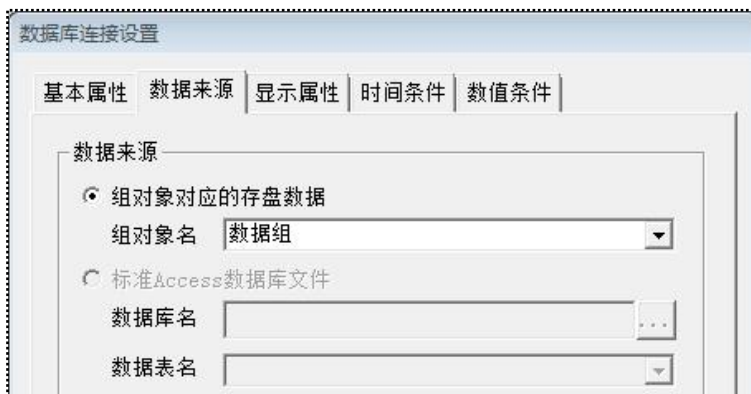 数据库连接设置
基本属性 数据来源 显示属性 时间条件 数值条件
数据来源
组对象对应的存盘数据
组对象名 数据组
标准Access数据库文件
数据库名 ...
数据表名